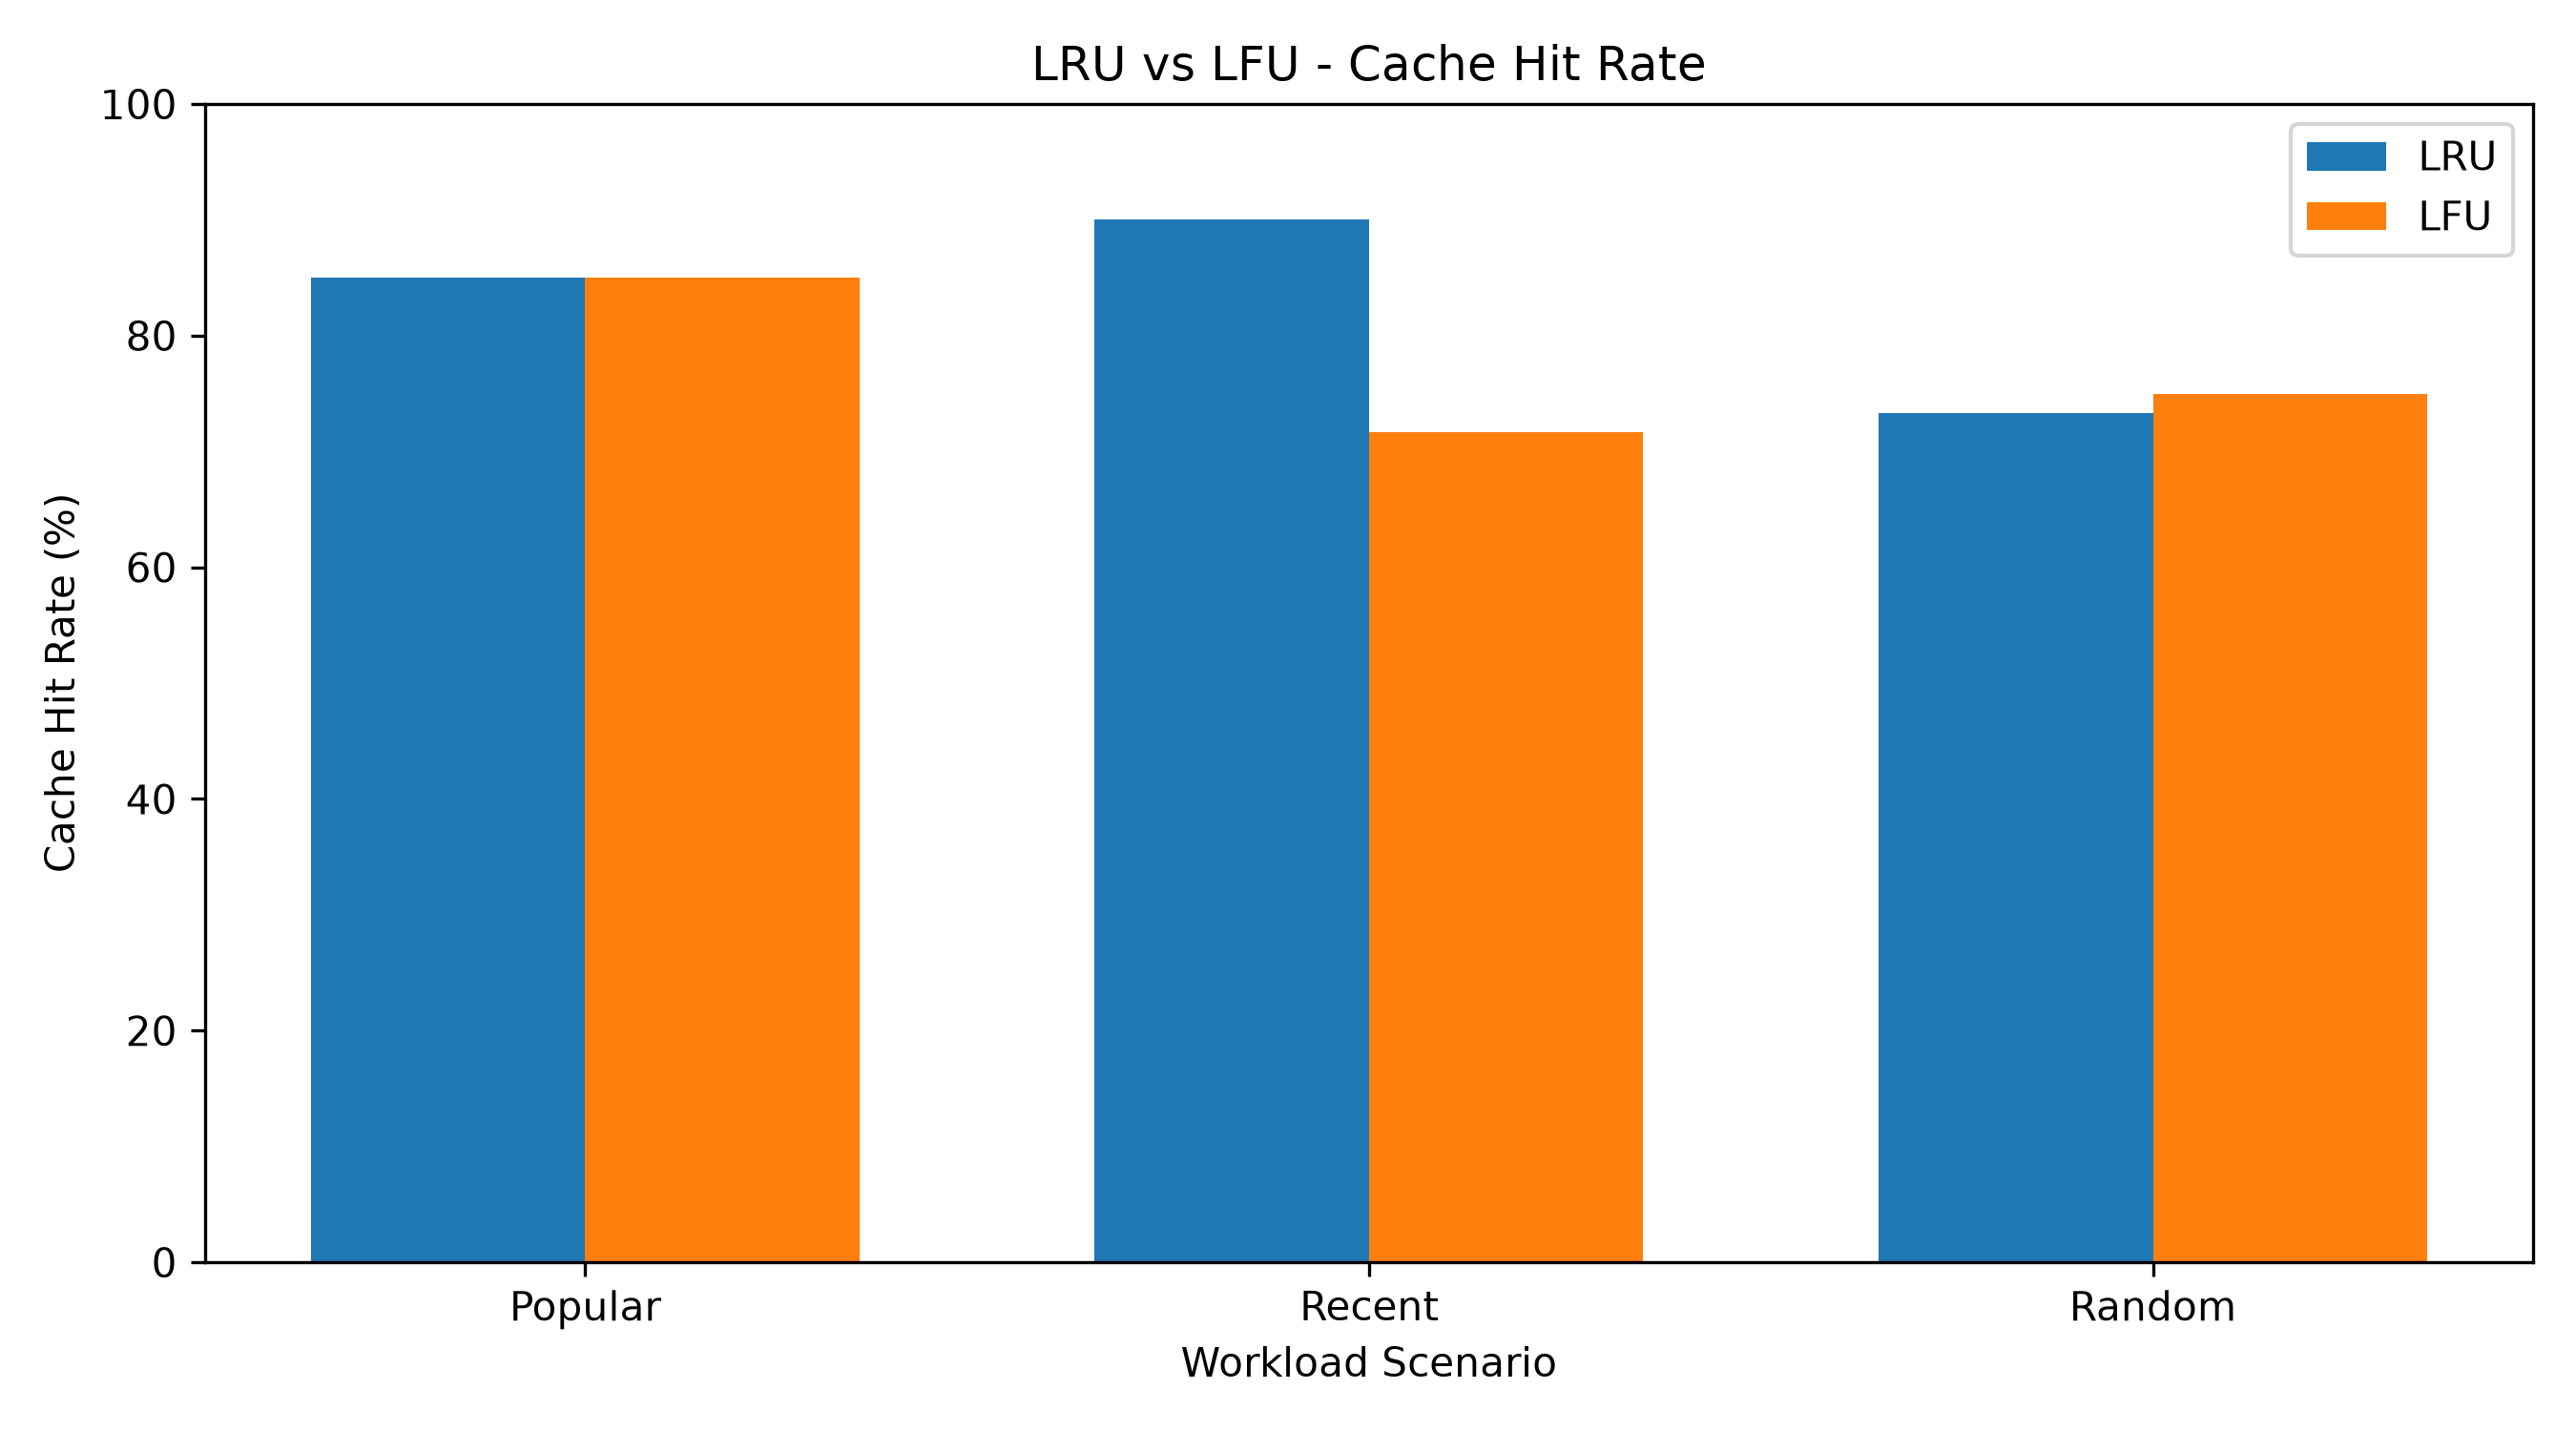 LRU vs LFU - Cache Hit Rate
100
80
60
40
20
0
Cache Hit Rate (%)
LRU
LFU
Popular
Recent
Random
Workload Scenario